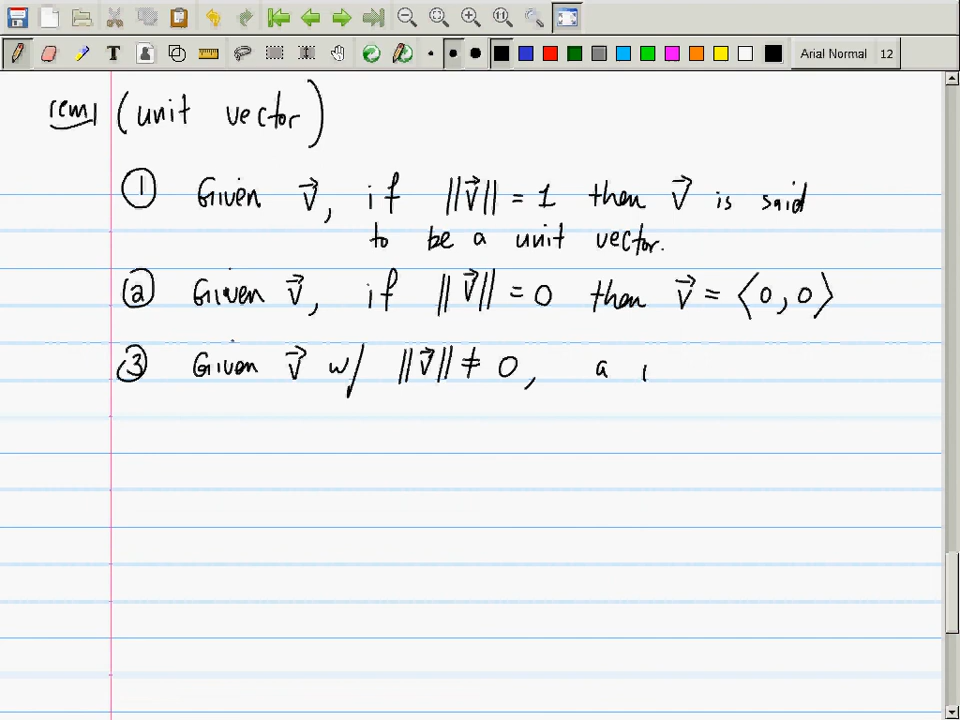 Arial Normal 12
rem (unit vector)
① Given v⃗, if ||v⃗|| = 1 then v⃗ is said
to be a unit vector.
② Given v⃗, if ||v⃗|| = 0 then v⃗ = ⟨0,0⟩
③ Given v⃗ w/ ||v⃗|| ≠ 0, a